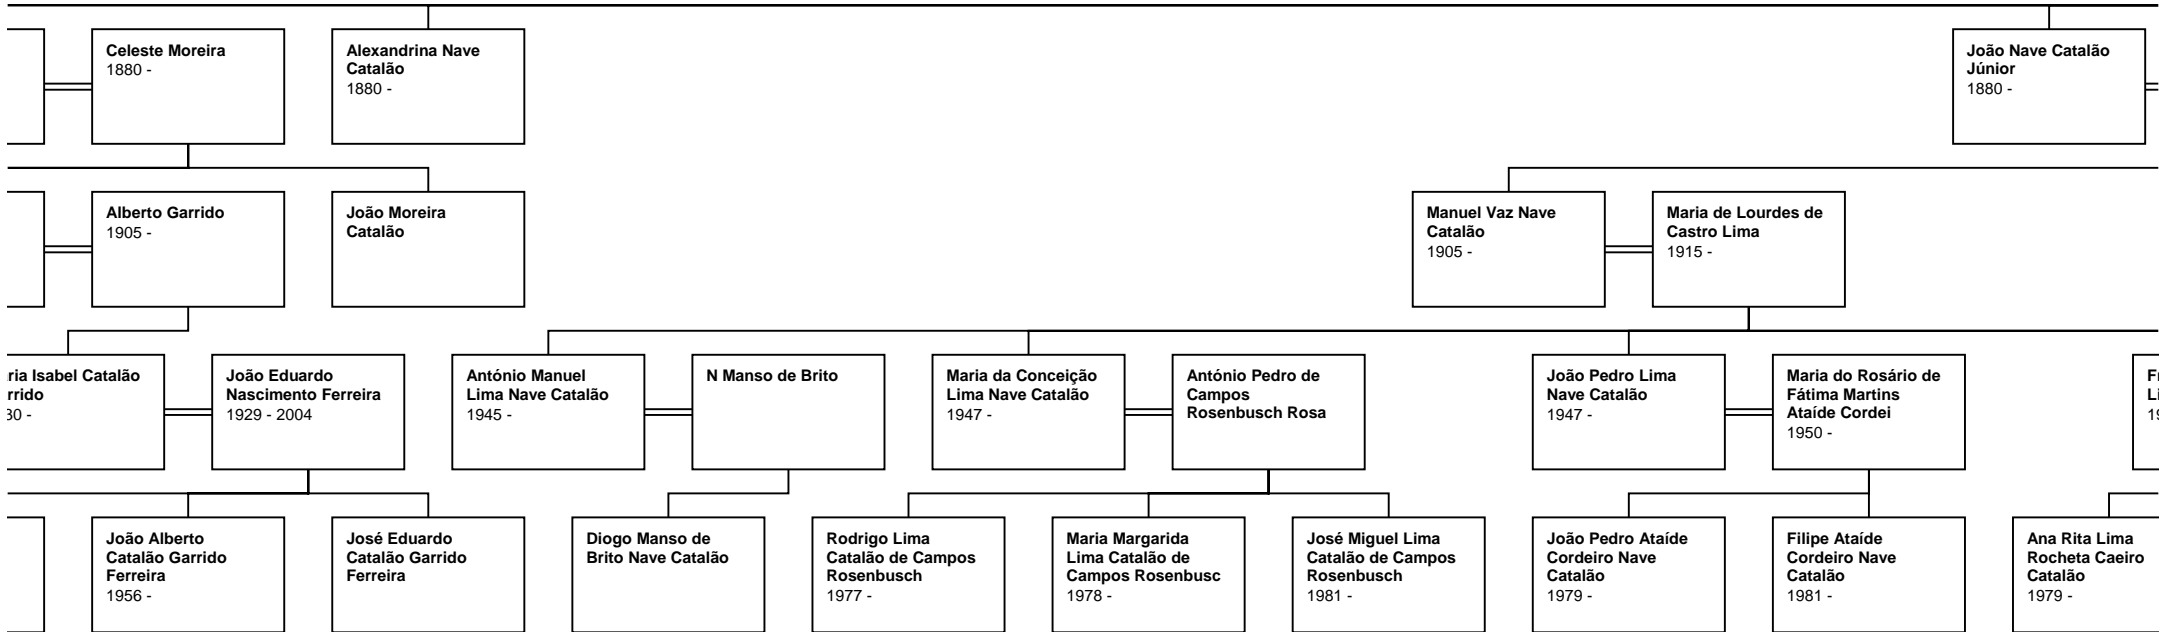 Celeste Moreira
1880 -
Alexandrina Nave
Catalão
1880 -
João Nave Catalão
Júnior
1880 -
Alberto Garrido
1905 -
João Moreira
Catalão
Manuel Vaz Nave
Catalão
1905 -
Maria de Lourdes de
Castro Lima
1915 -
ria Isabel Catalão
rrido
30 -
João Eduardo
Nascimento Ferreira
1929 - 2004
António Manuel
Lima Nave Catalão
1945 -
N Manso de Brito
Maria da Conceição
Lima Nave Catalão
1947 -
António Pedro de
Campos
Rosenbusch Rosa
João Pedro Lima
Nave Catalão
1947 -
Maria do Rosário de
Fátima Martins
Ataíde Cordei
1950 -
João Alberto
Catalão Garrido
Ferreira
1956 -
José Eduardo
Catalão Garrido
Ferreira
Diogo Manso de
Brito Nave Catalão
Rodrigo Lima
Catalão de Campos
Rosenbusch
1977 -
Maria Margarida
Lima Catalão de
Campos Rosenbusc
1978 -
José Miguel Lima
Catalão de Campos
Rosenbusch
1981 -
João Pedro Ataíde
Cordeiro Nave
Catalão
1979 -
Filipe Ataíde
Cordeiro Nave
Catalão
1981 -
Ana Rita Lima
Rocheta Caeiro
Catalão
1979 -